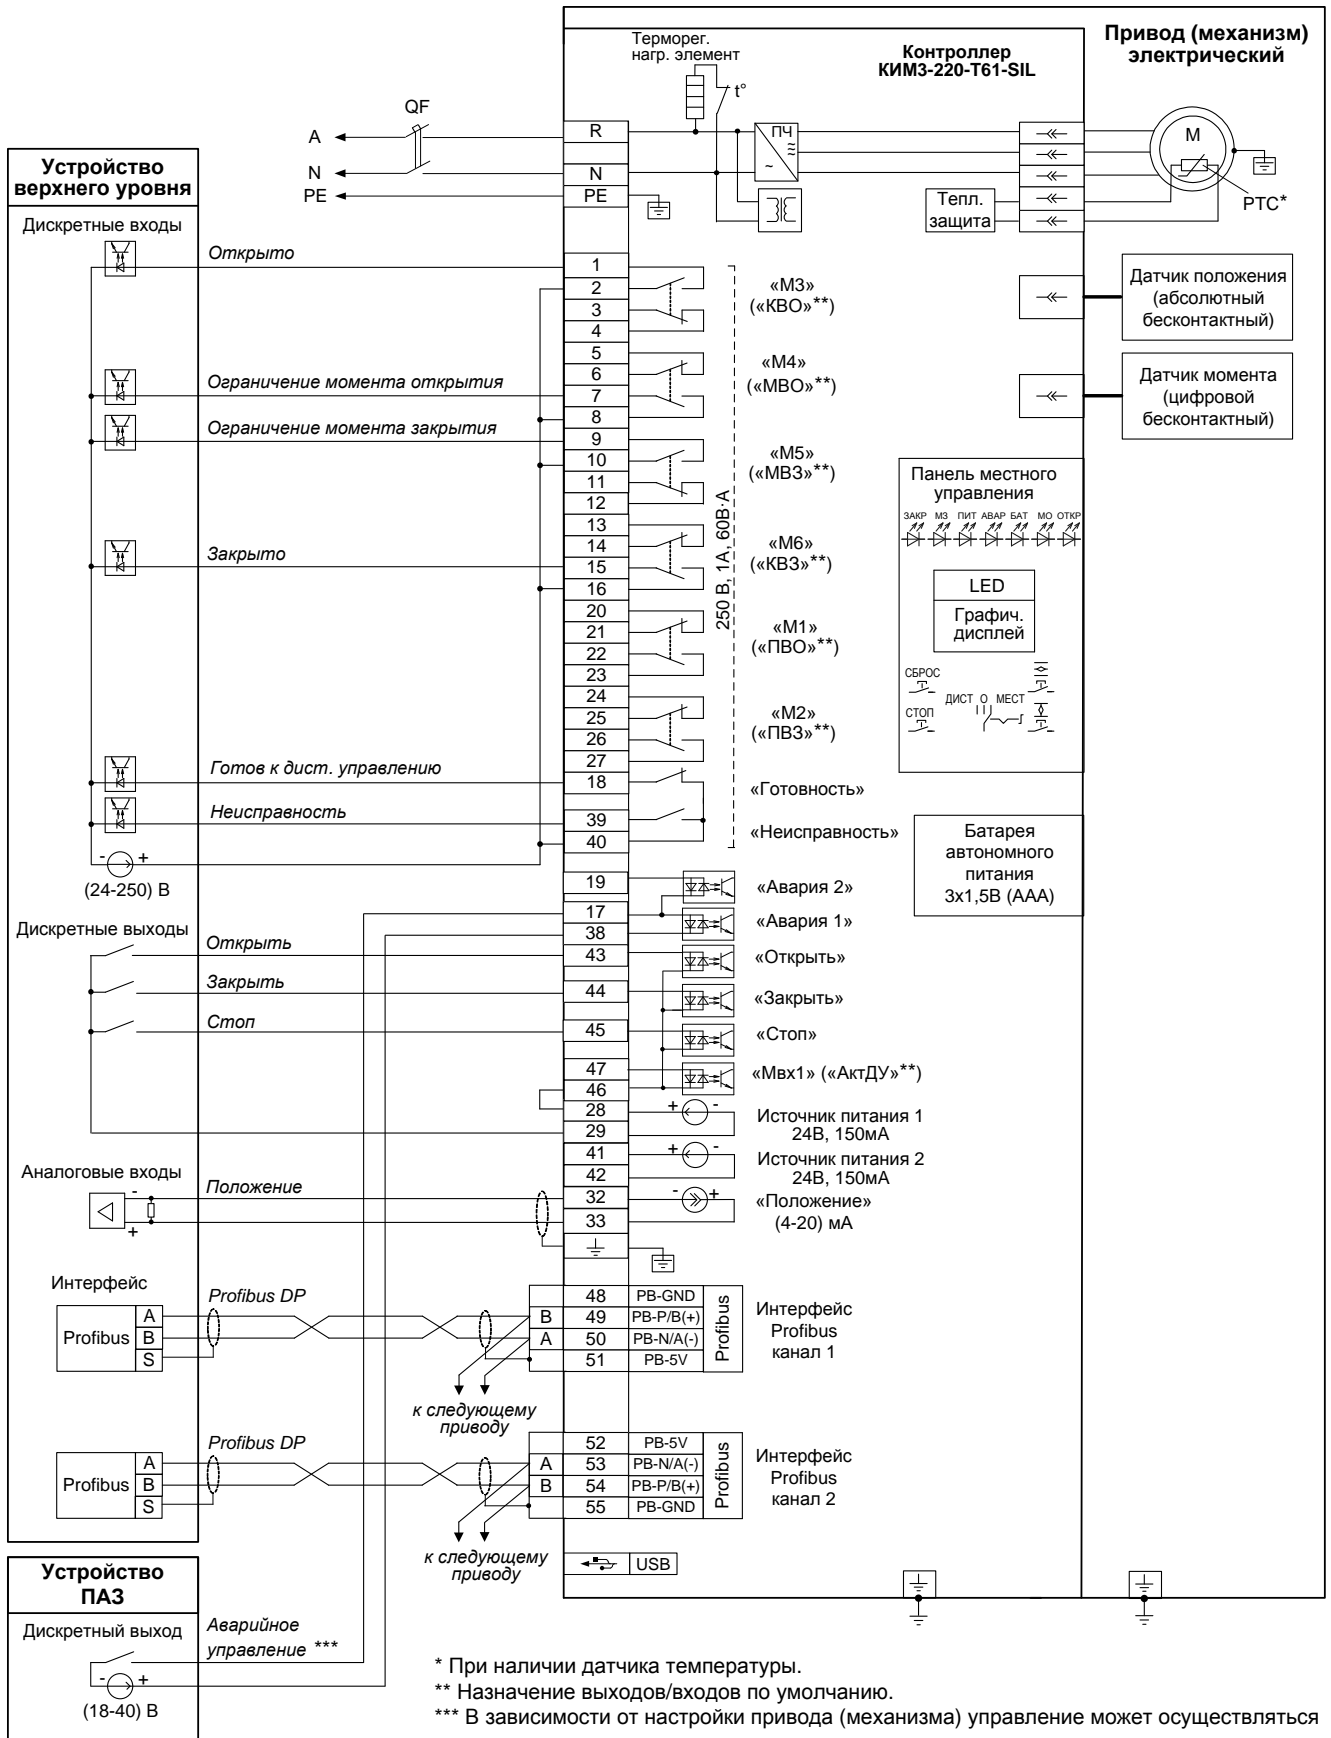 Привод (механизм)
электрический
Контроллер
КИМ3-220-Т61-SIL
Терморег.
нагр. элемент
t°
QF
A
N
PE
R
N
PE
ПЧ
≈
~
M
PTC*
Тепл.
защита
Устройство
верхнего уровня
Дискретные входы
Открыто
Ограничение момента открытия
Ограничение момента закрытия
Закрыто
Готов к дист. управлению
Неисправность
- +
(24-250) В
1
2
3
4
5
6
7
8
9
10
11
12
13
14
15
16
20
21
22
23
24
25
26
27
18
39
40
«М3»
(«КВО»**)
«М4»
(«МВО»**)
«М5»
(«МВЗ»**)
«М6»
(«КВЗ»**)
«М1»
(«ПВО»**)
«М2»
(«ПВЗ»**)
«Готовность»
«Неисправность»
250 В, 1А, 60В·А
Датчик положения
(абсолютный
бесконтактный)
Датчик момента
(цифровой
бесконтактный)
Панель местного
управления
ЗАКР МЗ ПИТ АВАР БАТ МО ОТКР
LED
Графич.
дисплей
СБРОС
СТОП
ДИСТ О МЕСТ
Батарея
автономного
питания
3x1,5В (ААА)
Дискретные выходы
Открыть
Закрыть
Стоп
19
17
38
43
44
45
47
46
28
29
41
42
32
33
«Авария 2»
«Авария 1»
«Открыть»
«Закрыть»
«Стоп»
«Мвх1» («АктДУ»**)
+ -
Источник питания 1
24В, 150мА
+ -
Источник питания 2
24В, 150мА
- +
«Положение»
(4-20) мА
Аналоговые входы
Положение
-
+
Интерфейс
Profibus
A
B
S
Profibus DP
B
A
48 PB-GND
49 PB-P/B(+)
50 PB-N/A(-)
51 PB-5V
Profibus
Интерфейс
Profibus
канал 1
к следующему
приводу
Profibus
A
B
S
Profibus DP
A
B
52 PB-5V
53 PB-N/A(-)
54 PB-P/B(+)
55 PB-GND
Profibus
Интерфейс
Profibus
канал 2
к следующему
приводу
USB
Устройство
ПАЗ
Дискретный выход
Аварийное
управление ***
- +
(18-40) В
* При наличии датчика температуры.
** Назначение выходов/входов по умолчанию.
*** В зависимости от настройки привода (механизма) управление может осуществляться